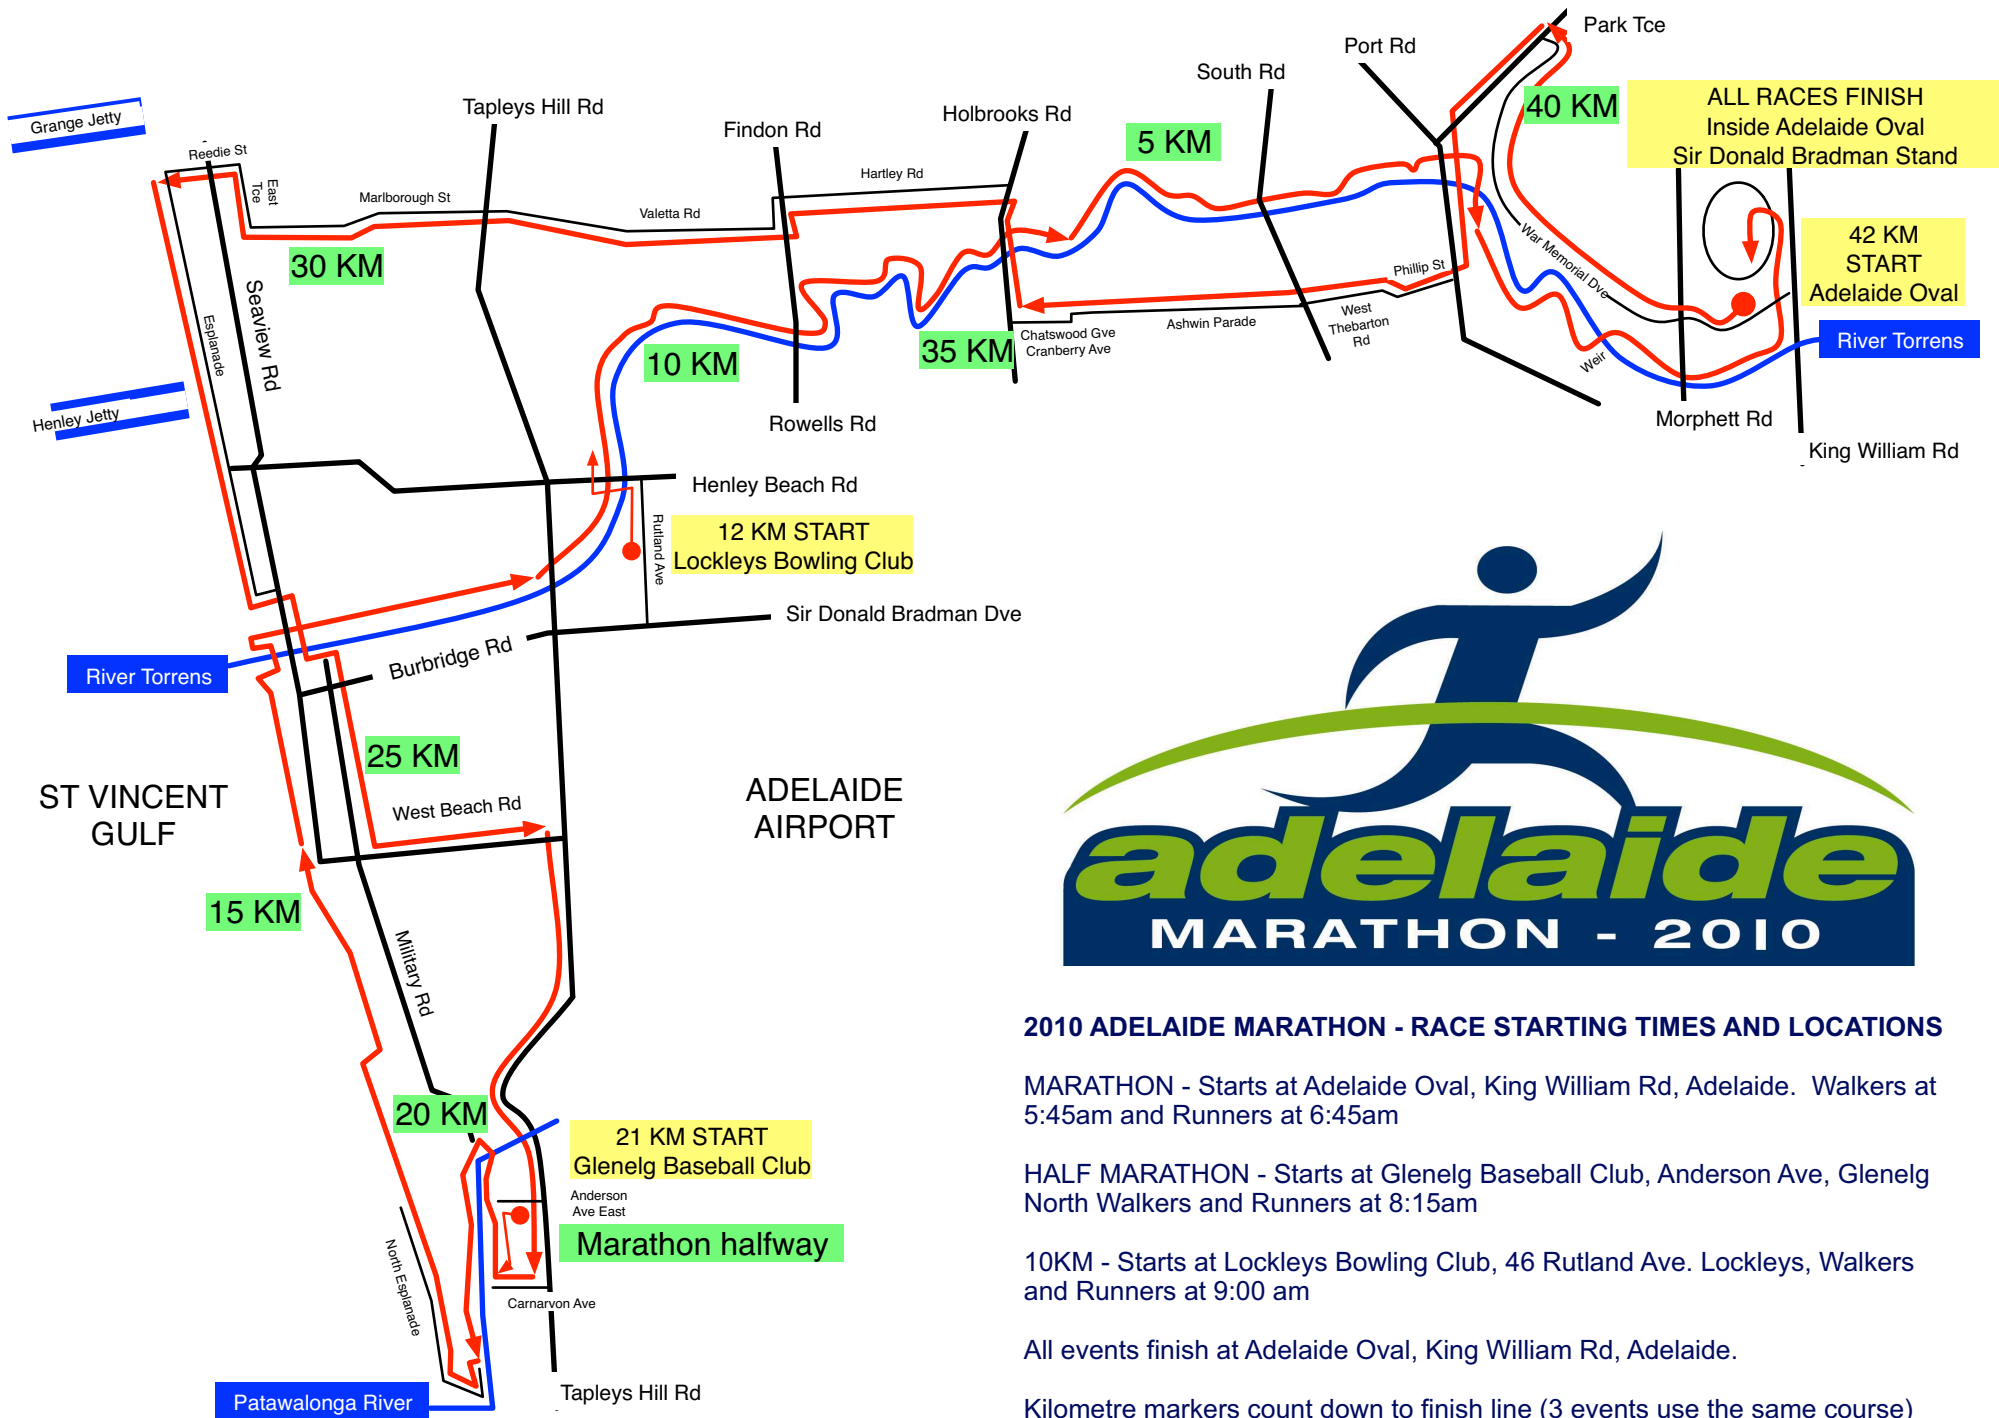 Park Tce
Port Rd
South Rd
Tapleys Hill Rd
Findon Rd
Holbrooks Rd
Grange Jetty
Reedie St
East
Tce
Marlborough St
Valetta Rd
Hartley Rd
5 KM
40 KM
ALL RACES FINISH
Inside Adelaide Oval
Sir Donald Bradman Stand
42 KM
START
Adelaide Oval
River Torrens
War Memorial Dve
Weir
Morphett Rd
King William Rd
Phillip St
West
Thebarton
Rd
Ashwin Parade
Chatswood Gve
Cranberry Ave
35 KM
30 KM
Seaview Rd
Esplanade
10 KM
Rowells Rd
Henley Jetty
Henley Beach Rd
Rutland Ave
12 KM START
Lockleys Bowling Club
Sir Donald Bradman Dve
Burbridge Rd
River Torrens
25 KM
ST VINCENT
GULF
West Beach Rd
ADELAIDE
AIRPORT
15 KM
Military Rd
20 KM
21 KM START
Glenelg Baseball Club
Anderson
Ave East
Marathon halfway
North Esplanade
Carnarvon Ave
Tapleys Hill Rd
Patawalonga River
adelaide
MARATHON - 2010
2010 ADELAIDE MARATHON - RACE STARTING TIMES AND LOCATIONS
MARATHON - Starts at Adelaide Oval, King William Rd, Adelaide.  Walkers at
5:45am and Runners at 6:45am
HALF MARATHON - Starts at Glenelg Baseball Club, Anderson Ave, Glenelg
North Walkers and Runners at 8:15am
10KM - Starts at Lockleys Bowling Club, 46 Rutland Ave. Lockleys, Walkers
and Runners at 9:00 am
All events finish at Adelaide Oval, King William Rd, Adelaide.
Kilometre markers count down to finish line (3 events use the same course)